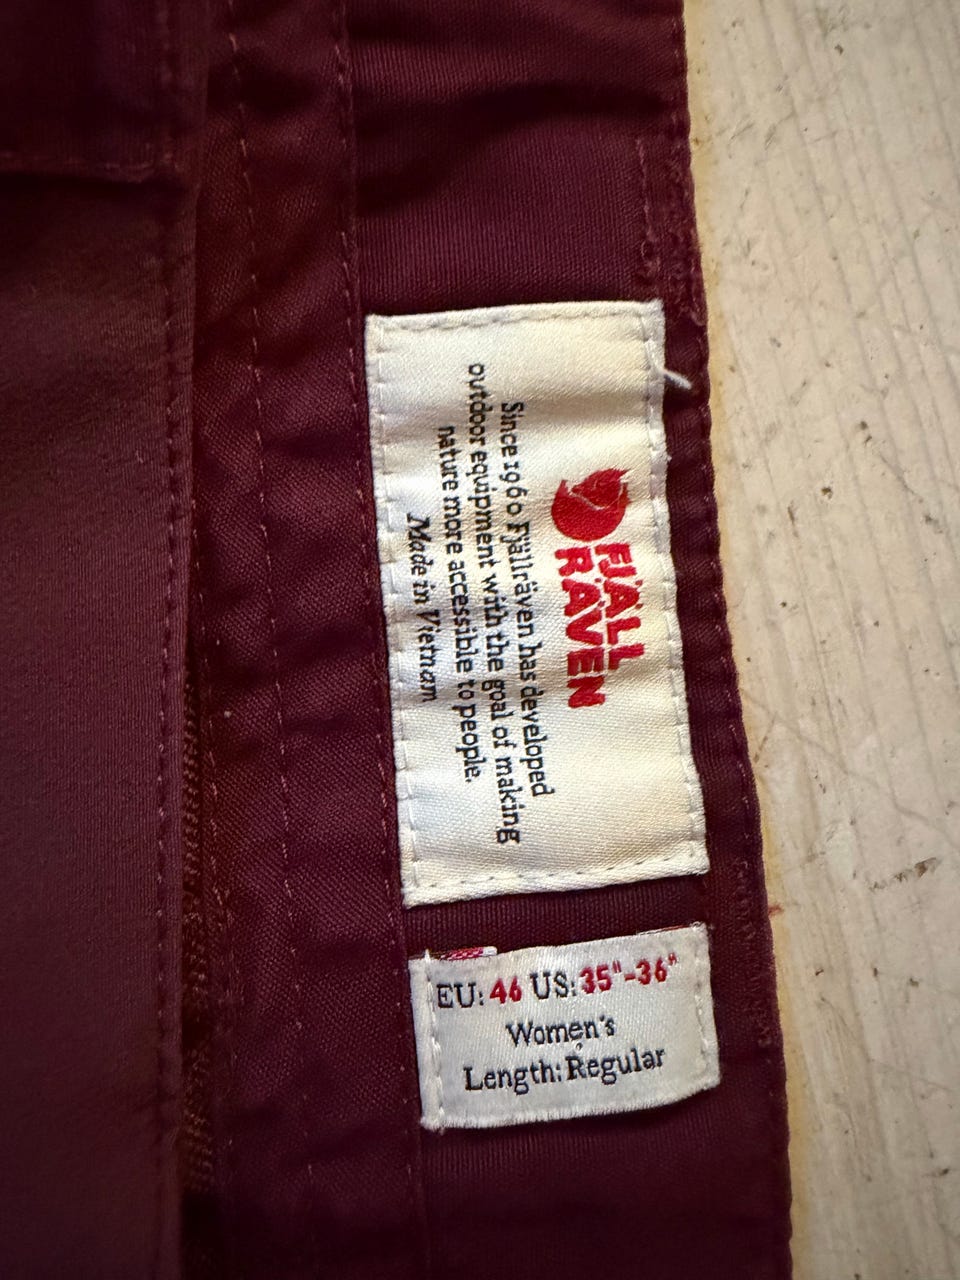 FJÄLL
RÄVEN
Since 1960 Fjällräven has developed
outdoor equipment with the goal of making
nature more accessible to people.
Made in Vietnam
EU: 46 US: 35"-36"
Women's
Length: Regular